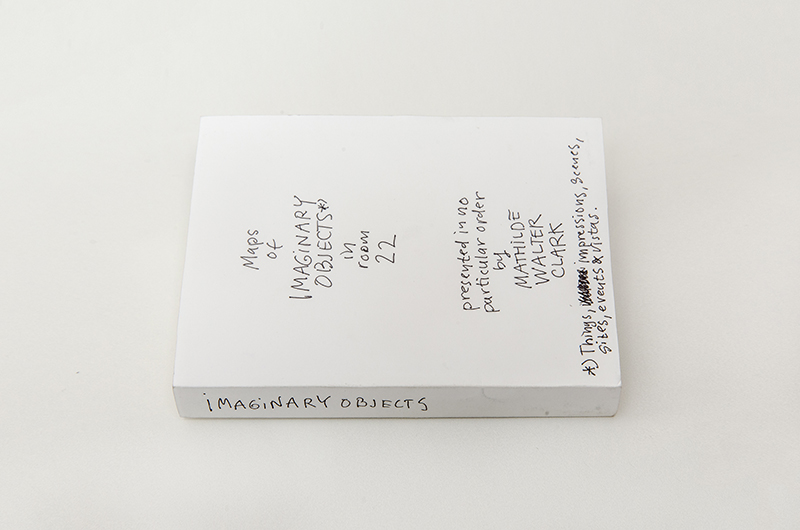 Maps
of
IMAGINARY
OBJECTS*)
in
room
22
presented in no
particular order
by
MATHILDE
WALTER
CLARK
*) Things, impressions, scenes,
sites, events & vistas.
IMAGINARY OBJECTS